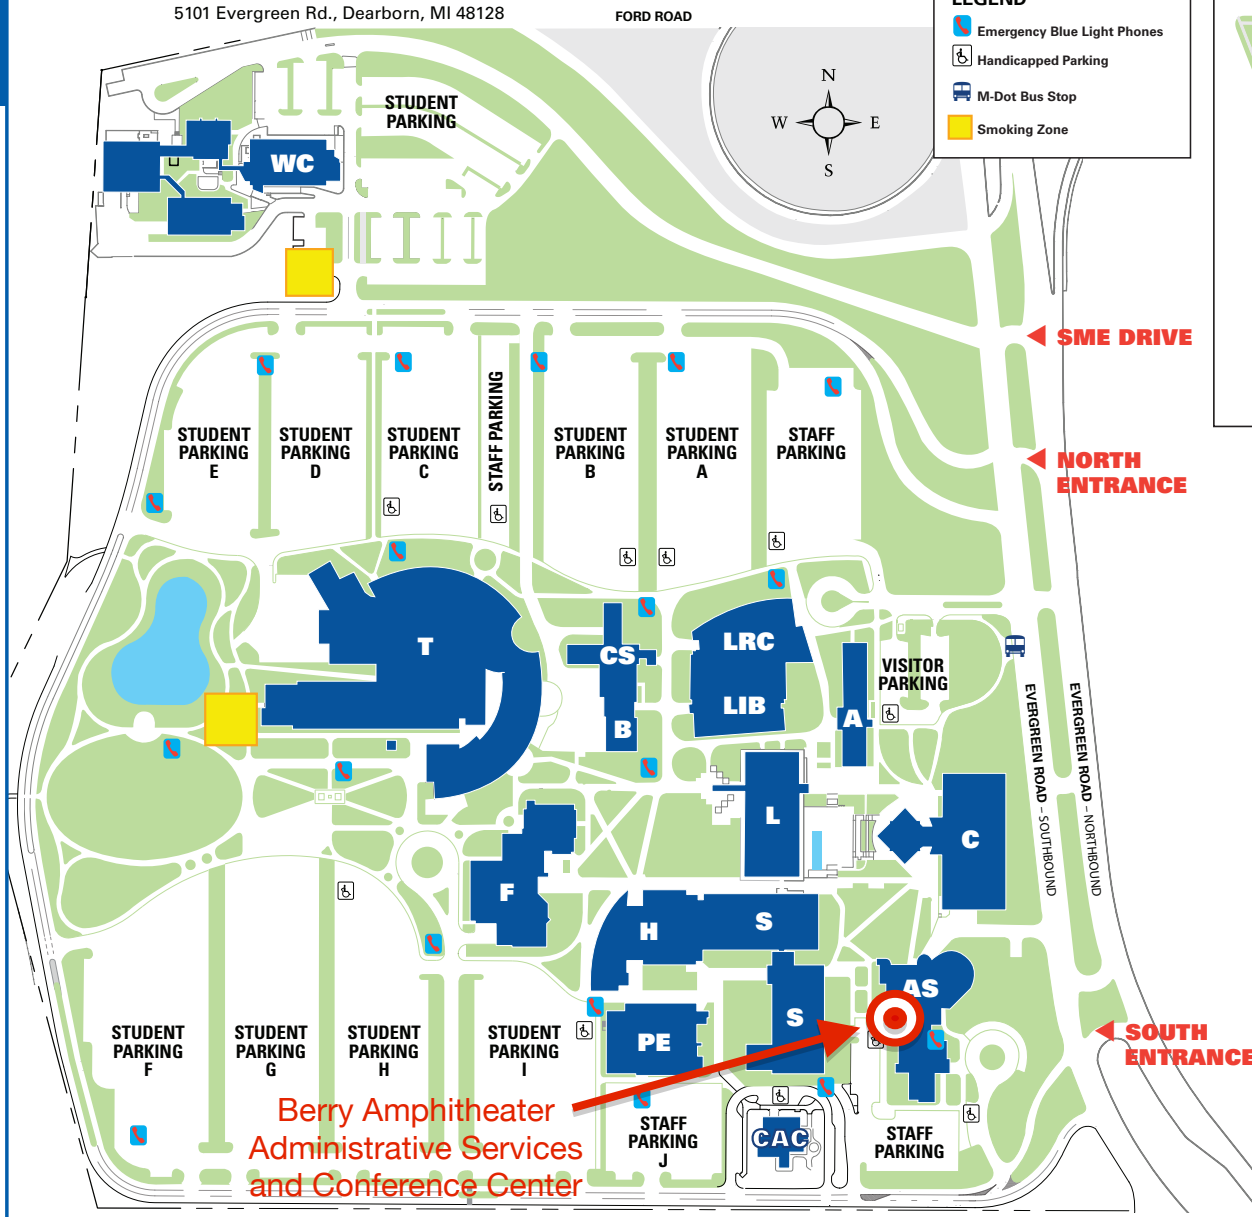 5101 Evergreen Rd., Dearborn, MI 48128
FORD ROAD
LEGEND
Emergency Blue Light Phones
Handicapped Parking
M-Dot Bus Stop
Smoking Zone
N
W
E
S
STUDENT
PARKING
WC
SME DRIVE
NORTH
ENTRANCE
STUDENT
PARKING
E
STUDENT
PARKING
D
STUDENT
PARKING
C
STAFF PARKING
STUDENT
PARKING
B
STUDENT
PARKING
A
STAFF
PARKING
T
CS
B
LRC
LIB
A
VISITOR
PARKING
EVERGREEN ROAD – SOUTHBOUND
EVERGREEN ROAD – NORTHBOUND
L
C
F
H
S
S
AS
PE
SOUTH
ENTRANCE
STUDENT
PARKING
F
STUDENT
PARKING
G
STUDENT
PARKING
H
STUDENT
PARKING
I
Berry Amphitheater
Administrative Services
and Conference Center
STAFF
PARKING
J
CAC
STAFF
PARKING